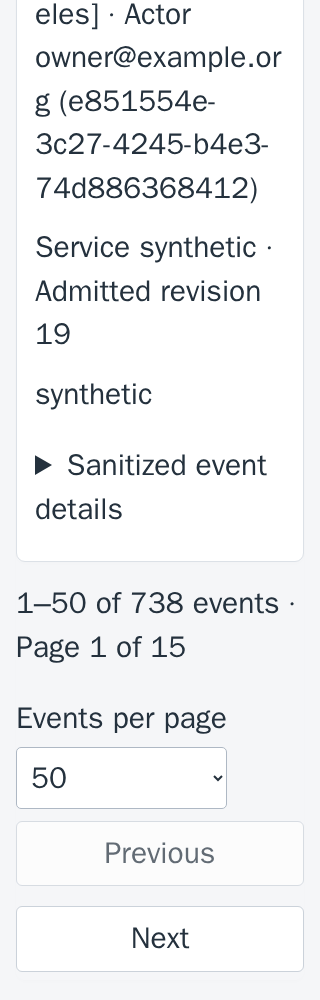 eles] · Actor
owner@example.or
g (e851554e-
3c27-4245-b4e3-
74d886368412)
Service synthetic ·
Admitted revision
19
synthetic
▶ Sanitized event
details
1–50 of 738 events ·
Page 1 of 15
Events per page
50
Previous
Next